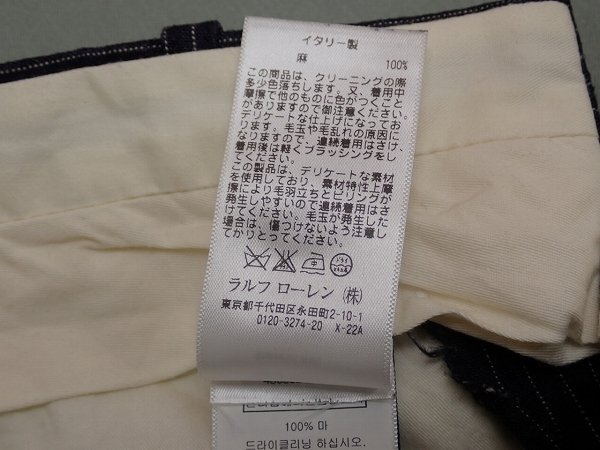 イタリー製
麻 100%
この商品は、クリーニングの際
多少色落ちします。又、着用中
摩擦で他のものに色がつくこと
がありますので御注意ください。
デリケートな仕上げになってお
ります。毛玉や毛乱れの原因に
なりますので、連続着用はさけ、
着用後は軽くブラッシングをし
てください。
この製品は、デリケートな素材
を使用しており、素材特性上摩
擦により毛羽立ちとピリングが
発生しやすいので連続着用はさ
けてください。毛玉が発生した
場合は、傷つけないよう注意し
てかりとってください。
中 ドライ
ラルフ ローレン (株)
東京都千代田区永田町2-10-1
0120-3274-20 X-22A
100% 마
드라이클리닝 하십시오.